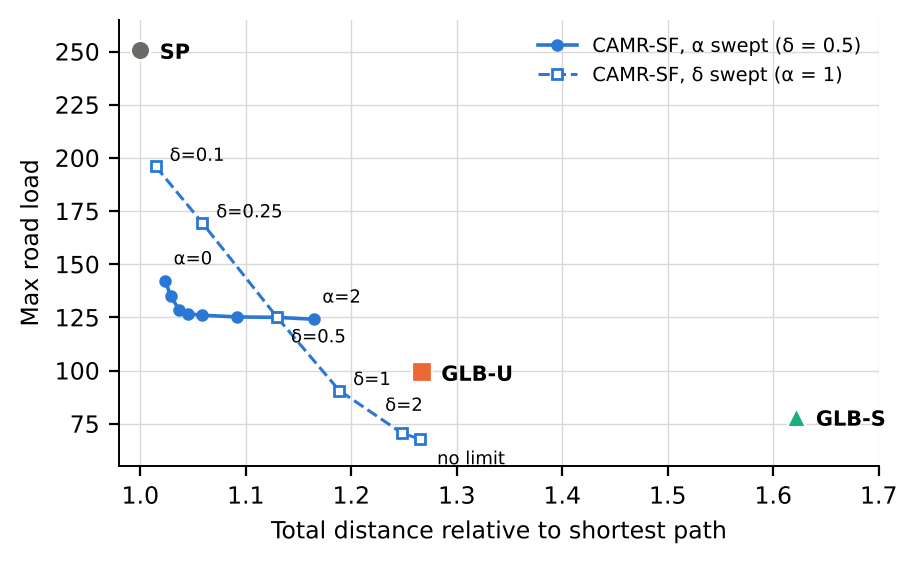 CAMR-SF, α swept (δ = 0.5)
CAMR-SF, δ swept (α = 1)
250
225
200
175
150
125
100
75
Max road load
SP
δ=0.1
δ=0.25
α=0
α=2
δ=0.5
GLB-U
δ=1
δ=2
GLB-S
no limit
1.0 1.1 1.2 1.3 1.4 1.5 1.6 1.7
Total distance relative to shortest path